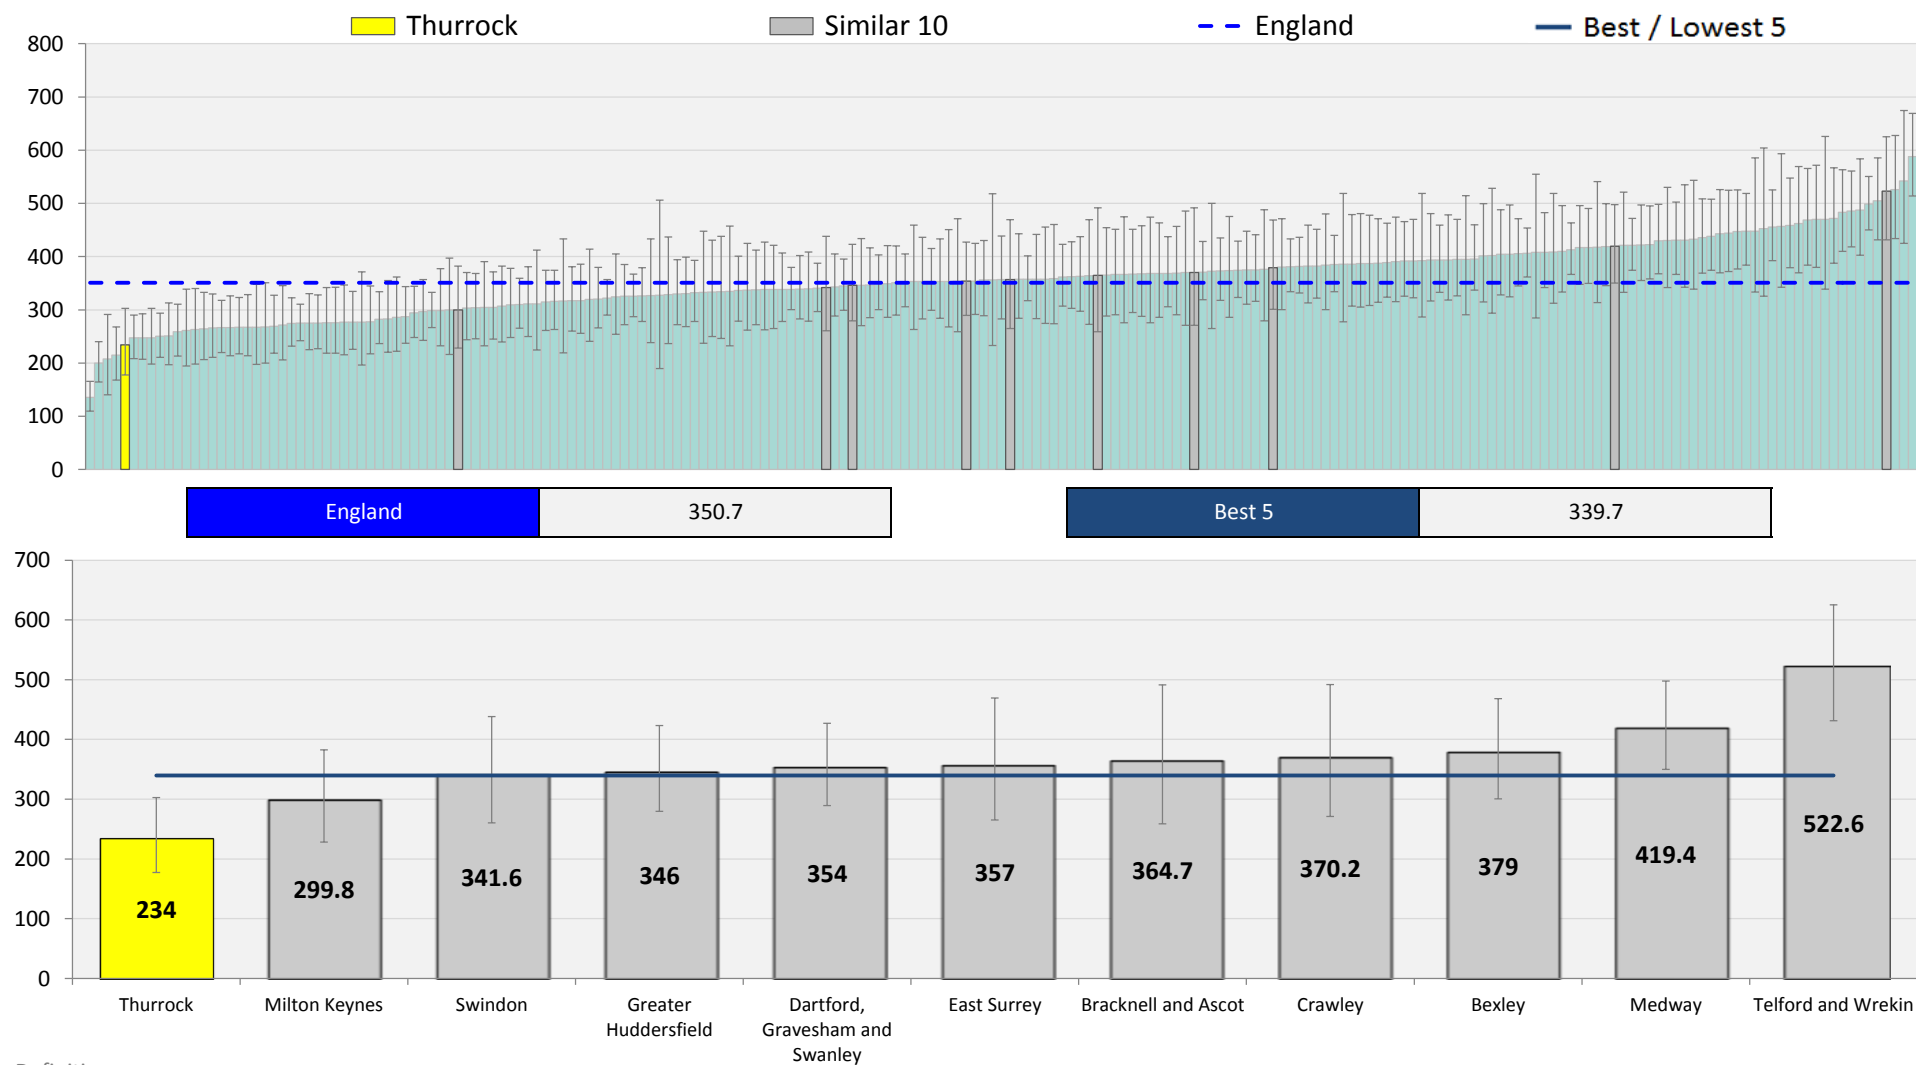 Thurrock
Similar 10
England
Best / Lowest 5
800
700
600
500
400
300
200
100
0
England
350.7
Best 5
339.7
700
600
500
400
300
200
100
0
234
299.8
341.6
346
354
357
364.7
370.2
379
419.4
522.6
Thurrock
Milton Keynes
Swindon
Greater
Huddersfield
Dartford,
Gravesham and
Swanley
East Surrey
Bracknell and Ascot
Crawley
Bexley
Medway
Telford and Wrekin